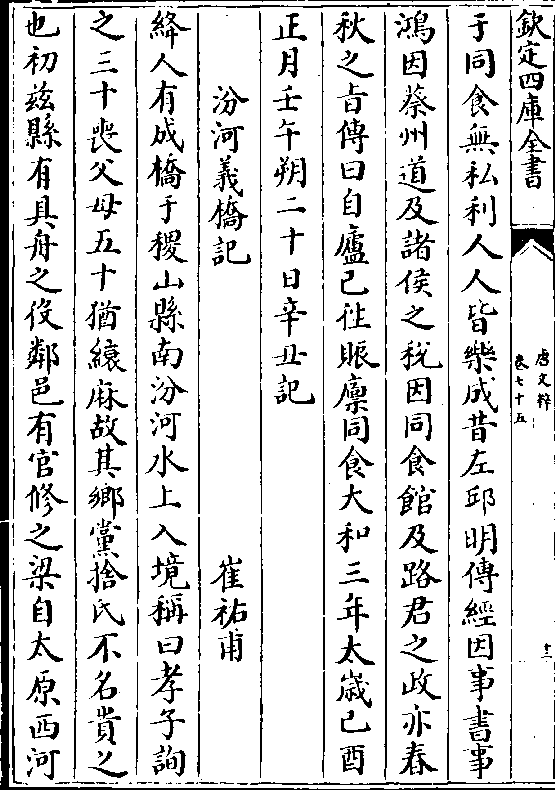 欽定四庫全書
唐文粹
卷七十五
十三
于同食無私利人人皆樂成昔左邱明傳經因事書事
鴻因蔡州道及諸侯之稅因同食館及路君之政亦春
秋之旨傳曰自廬已徃賑廪同食大和三年太嵗己酉
正月壬午朔二十日辛丑記
汾河義橋記
崔祐甫
絳人有成橋于稷山縣南汾河水上入境稱曰孝子詢
之三十喪父母五十猶縗麻故其鄉黨捨氏不名貴之
也初兹縣有具舟之役鄰邑有官修之梁自太原西河